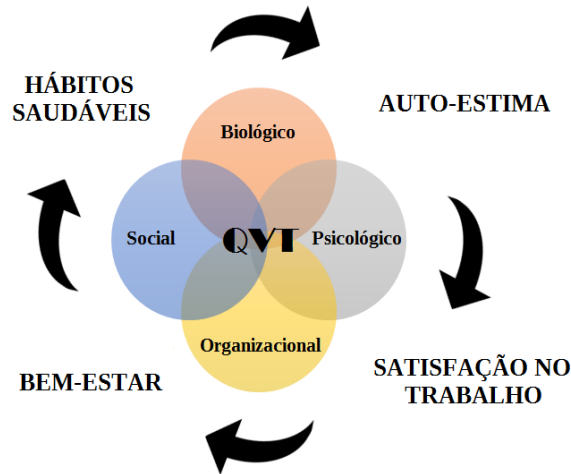 HÁBITOS
SAUDÁVEIS
AUTO-ESTIMA
Biológico
Social
QVT
Psicológico
Organizacional
BEM-ESTAR
SATISFAÇÃO NO
TRABALHO